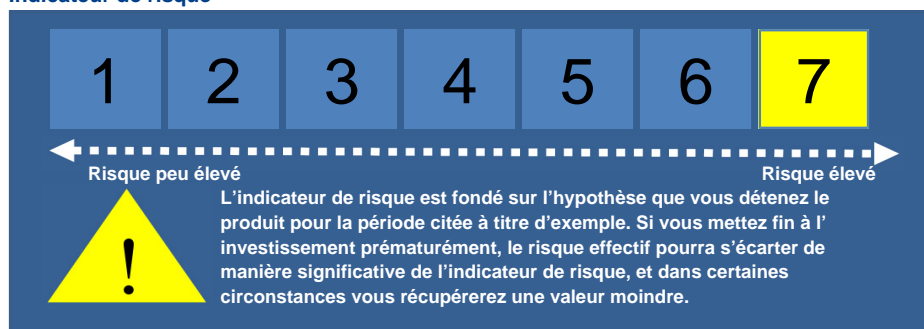 Indicateur de risque
1 2 3 4 5 6 7
Risque peu élevé Risque élevé
L'indicateur de risque est fondé sur l'hypothèse que vous détenez le
produit pour la période citée à titre d'exemple. Si vous mettez fin à l'
investissement prématurément, le risque effectif pourra s'écarter de
manière significative de l'indicateur de risque, et dans certaines
circonstances vous récupérerez une valeur moindre.
!